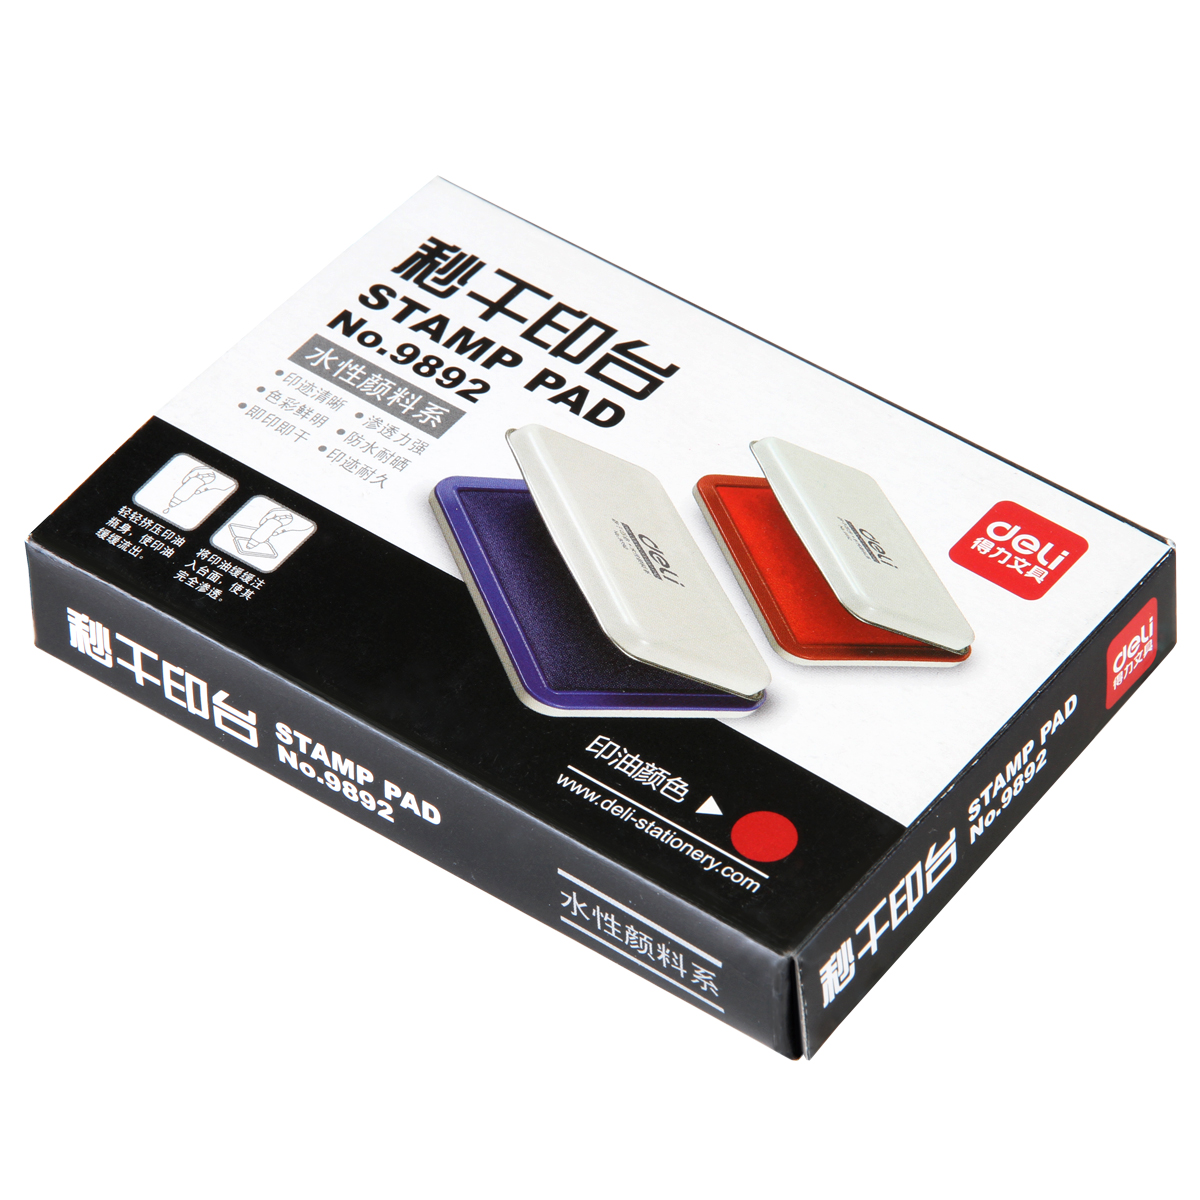 秒干印台
STAMP PAD
No.9892
水性颜料系
•印迹清晰 •渗透力强
•色彩鲜明 •防水耐晒
•即印即干 •印迹耐久
轻轻挤压印油
瓶身，使印油
缓缓流出。
将印油缓缓注
入台面，使其
完全渗透。
deli
deli
deli
得力文具
印油颜色
www.deli-stationery.com
秒干印台
STAMP PAD
No.9892
水性颜料系
秒干印台
STAMP PAD
No.9892
deli
得力文具